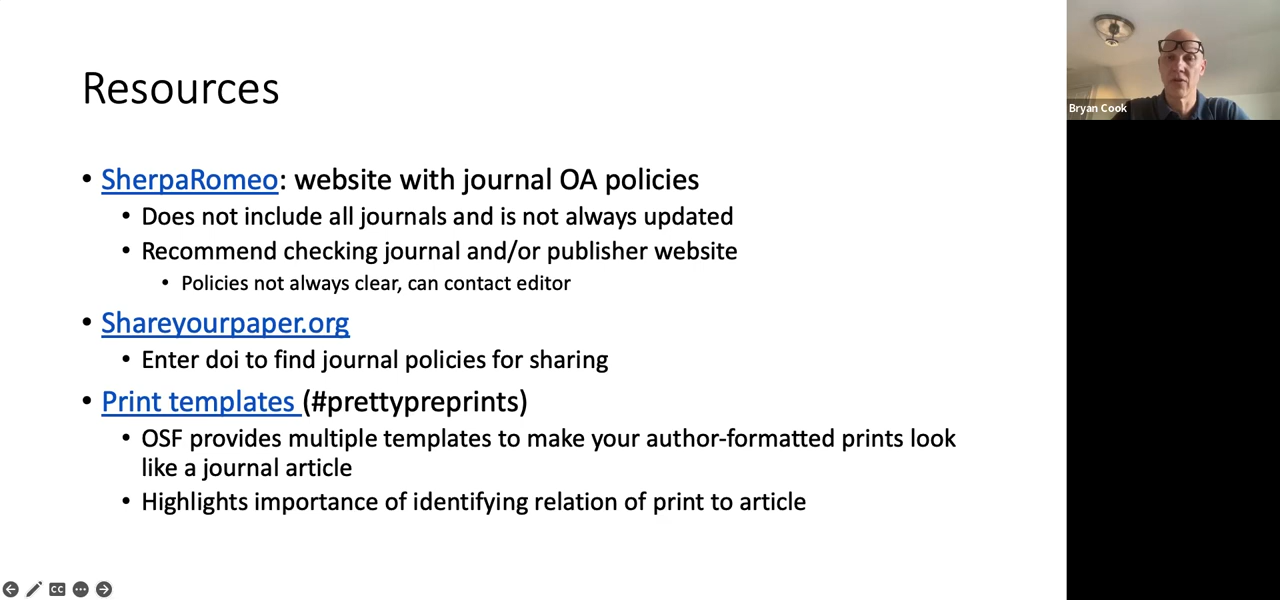 Resources
• SherpaRomeo: website with journal OA policies
• Does not include all journals and is not always updated
• Recommend checking journal and/or publisher website
• Policies not always clear, can contact editor
• Shareyourpaper.org
• Enter doi to find journal policies for sharing
• Print templates (#prettypreprints)
• OSF provides multiple templates to make your author-formatted prints look
like a journal article
• Highlights importance of identifying relation of print to article
Bryan Cook
CC